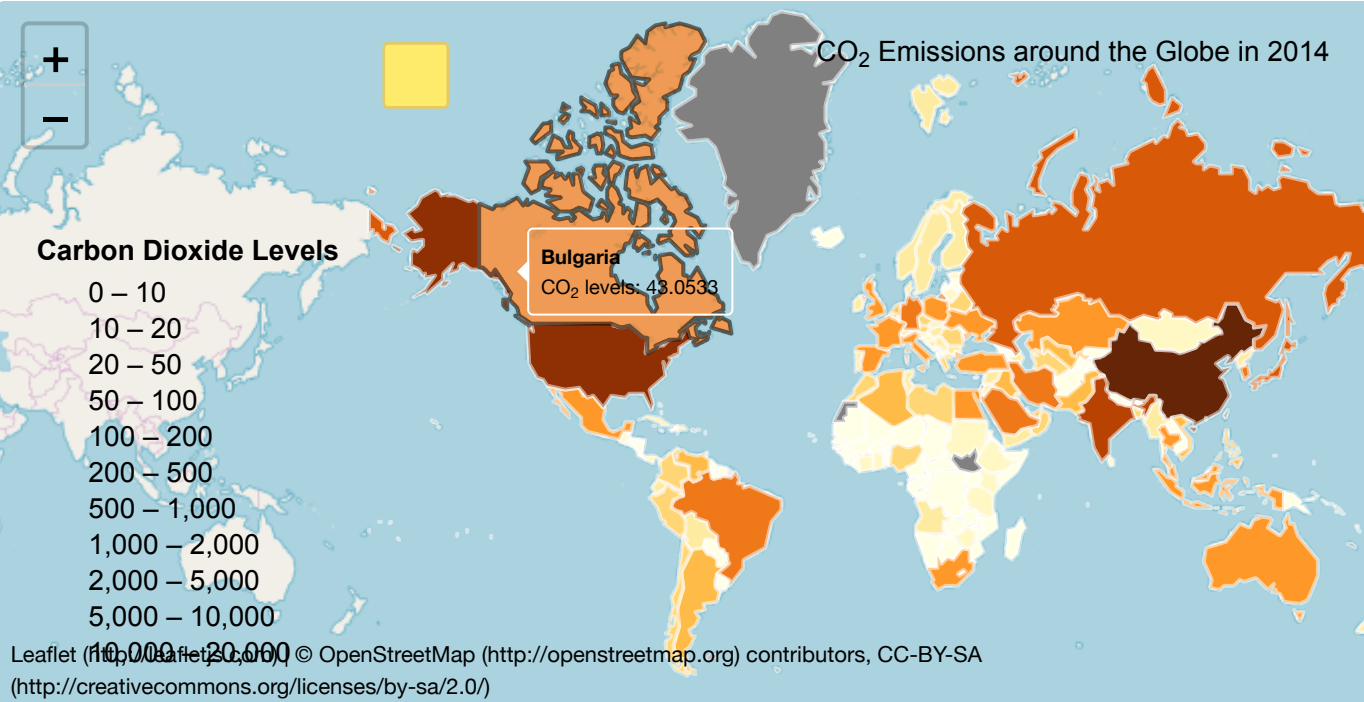 +
CO₂ Emissions around the Globe in 2014
–
Carbon Dioxide Levels
0 – 10
10 – 20
20 – 50
50 – 100
100 – 200
200 – 500
500 – 1,000
1,000 – 2,000
2,000 – 5,000
5,000 – 10,000
10,000 – 20,000
Bulgaria
CO₂ levels: 43.0533
Leaflet (http://leafletjs.com) | © OpenStreetMap (http://openstreetmap.org) contributors, CC-BY-SA
(http://creativecommons.org/licenses/by-sa/2.0/)